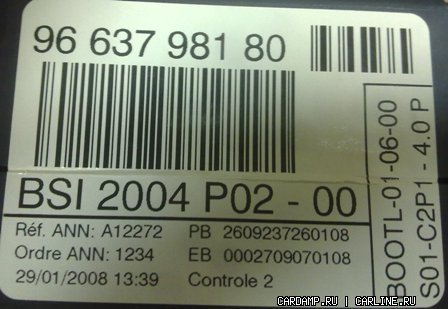 96 637 981 80
BSI 2004 P02 - 00
Réf. ANN: A12272 PB 2609237260108
Ordre ANN: 1234 EB 0002709070108
29/01/2008 13:39 Controle 2
BOOTL-01-06-00
S01-C2P1 - 4.0 P
CARDAMP.RU | CARLINE.RU